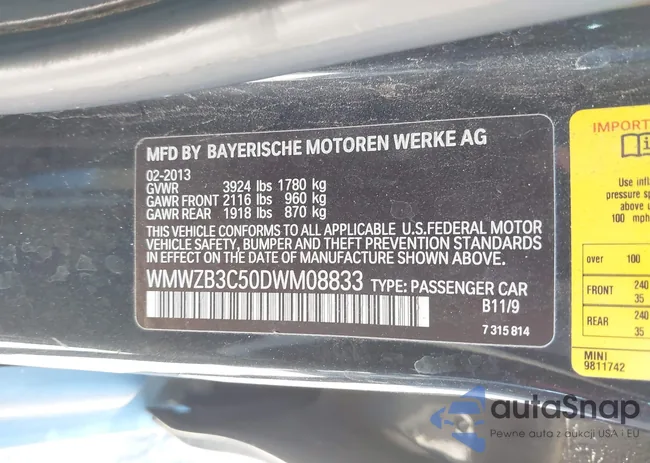 MFD BY BAYERISCHE MOTOREN WERKE AG
02-2013
GVWR 3924 lbs 1780 kg
GAWR FRONT 2116 lbs 960 kg
GAWR REAR 1918 lbs 870 kg
THIS VEHICLE CONFORMS TO ALL APPLICABLE U.S.FEDERAL MOTOR
VEHICLE SAFETY, BUMPER AND THEFT PREVENTION STANDARDS
IN EFFECT ON THE DATE OF MANUFACTURE SHOWN ABOVE.
WMWZB3C50DWM08833 TYPE: PASSENGER CAR
B11/9
7 315 814
IMPORT
Use infl
pressure sp
above
100 mph
over 100
FRONT 240
35
REAR 240
35
MINI
9811742
autoSnap
Pewne auta z aukcji USA i EU